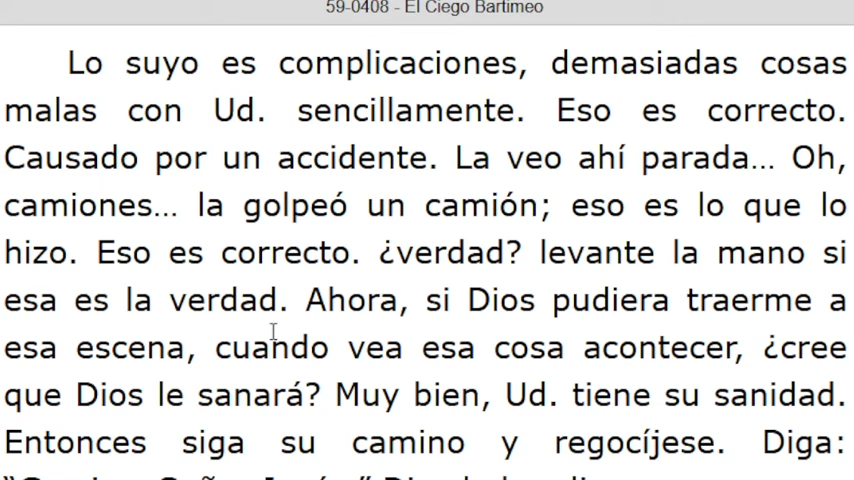 59-0408 - El Ciego Bartimeo
Lo suyo es complicaciones, demasiadas cosas
malas con Ud. sencillamente. Eso es correcto.
Causado por un accidente. La veo ahí parada... Oh,
camiones... la golpeó un camión; eso es lo que lo
hizo. Eso es correcto. ¿verdad? levante la mano si
esa es la verdad. Ahora, si Dios pudiera traerme a
esa escena, cuando vea esa cosa acontecer, ¿cree
que Dios le sanará? Muy bien, Ud. tiene su sanidad.
Entonces siga su camino y regocíjese. Diga: